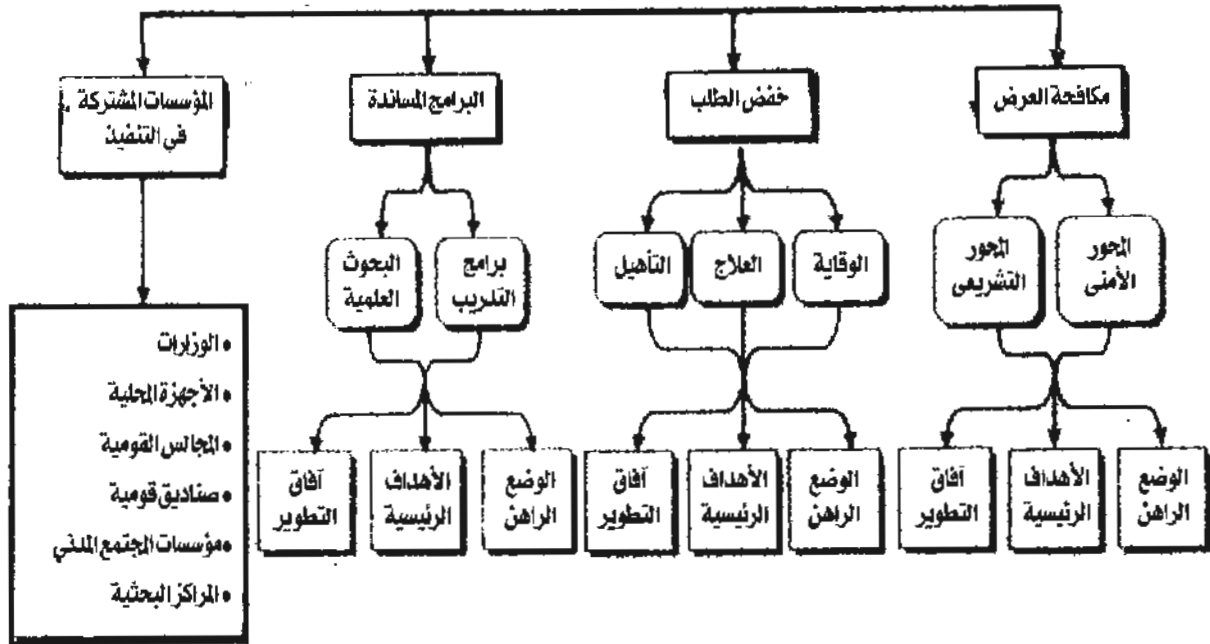 مكافحة العرض
خفض الطلب
البرامج المساندة
المؤسسات المشتركة
في التنفيذ
المحور
الأمنى
المحور
التشريعى
الوقاية
العلاج
التأهيل
برامج
التدريب
البحوث
العلمية
الوضع
الراهن
الأهداف
الرئيسية
آفاق
التطوير
الوضع
الراهن
الأهداف
الرئيسية
آفاق
التطوير
الوضع
الراهن
الأهداف
الرئيسية
آفاق
التطوير
• الوزارات
• الأجهزة المحلية
• المجالس القومية
• صناديق قومية
• مؤسسات المجتمع المدني
• المراكز البحثية